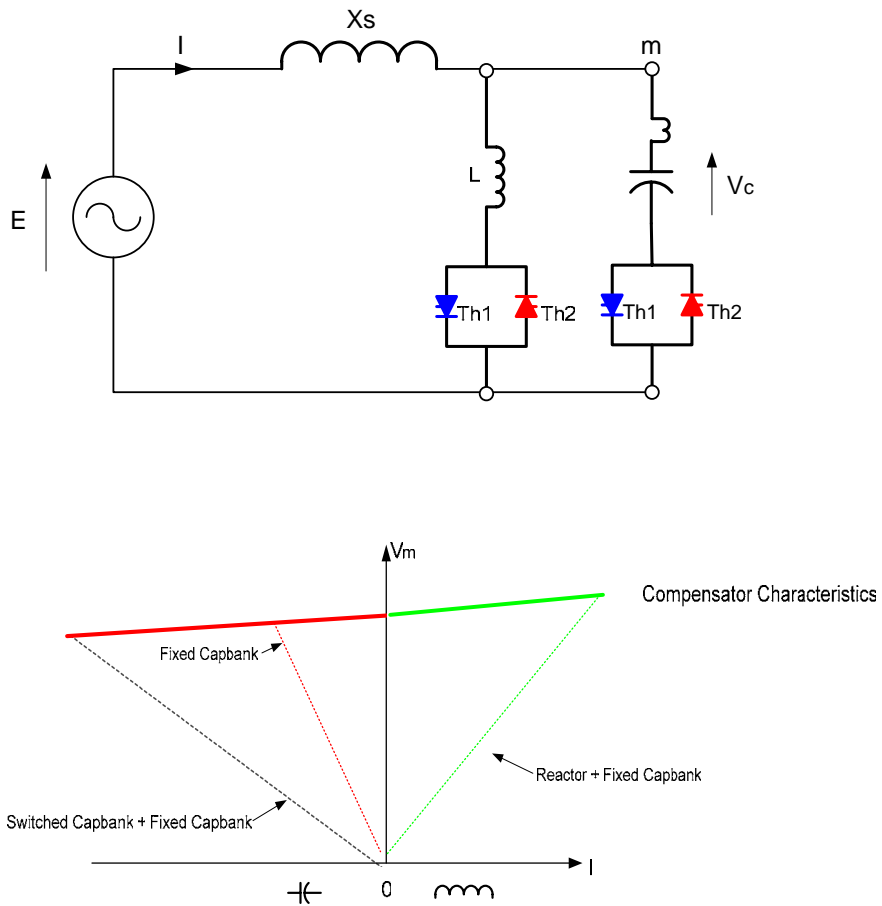 Xs
I
m
L
Vc
E
Th1
Th2
Th1
Th2
Vm
Compensator Characteristics
Fixed Capbank
Reactor + Fixed Capbank
Switched Capbank + Fixed Capbank
I
0